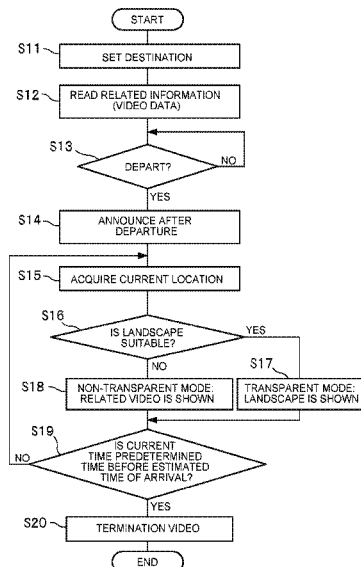 START
S11
SET DESTINATION
S12
READ RELATED INFORMATION
(VIDEO DATA)
S13
DEPART?
NO
YES
S14
ANNOUNCE AFTER
DEPARTURE
S15
ACQUIRE CURRENT LOCATION
S16
IS LANDSCAPE
SUITABLE?
YES
NO
S17
S18
NON-TRANSPARENT MODE:
RELATED VIDEO IS SHOWN
TRANSPARENT MODE:
LANDSCAPE IS SHOWN
S19
NO
IS CURRENT
TIME PREDETERMINED
TIME BEFORE ESTIMATED
TIME OF ARRIVAL?
YES
S20
TERMINATION VIDEO
END